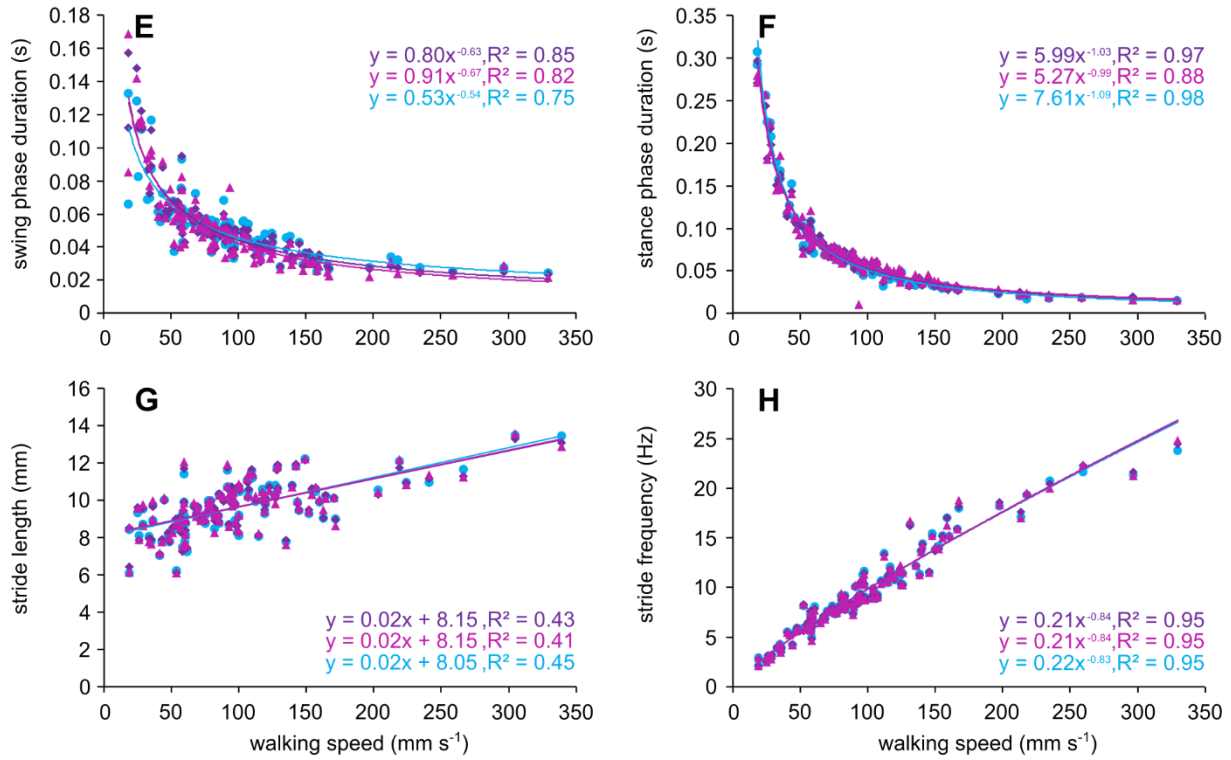 E
swing phase duration (s)
0.18
0.16
0.14
0.12
0.10
0.08
0.06
0.04
0.02
0
y = 0.80x⁻⁰·⁶³,R² = 0.85
y = 0.91x⁻⁰·⁶⁷,R² = 0.82
y = 0.53x⁻⁰·⁵⁴,R² = 0.75
0 50 100 150 200 250 300 350
F
stance phase duration (s)
0.35
0.30
0.25
0.20
0.15
0.10
0.05
0
y = 5.99x⁻¹·⁰³,R² = 0.97
y = 5.27x⁻⁰·⁹⁹,R² = 0.88
y = 7.61x⁻¹·⁰⁹,R² = 0.98
0 50 100 150 200 250 300 350
G
stride length (mm)
16
14
12
10
8
6
4
2
0
y = 0.02x + 8.15 ,R² = 0.43
y = 0.02x + 8.15 ,R² = 0.41
y = 0.02x + 8.05 ,R² = 0.45
0 50 100 150 200 250 300 350
walking speed (mm s⁻¹)
H
stride frequency (Hz)
30
25
20
15
10
5
0
y = 0.21x⁻⁰·⁸⁴,R² = 0.95
y = 0.21x⁻⁰·⁸⁴,R² = 0.95
y = 0.22x⁻⁰·⁸³,R² = 0.95
0 50 100 150 200 250 300 350
walking speed (mm s⁻¹)